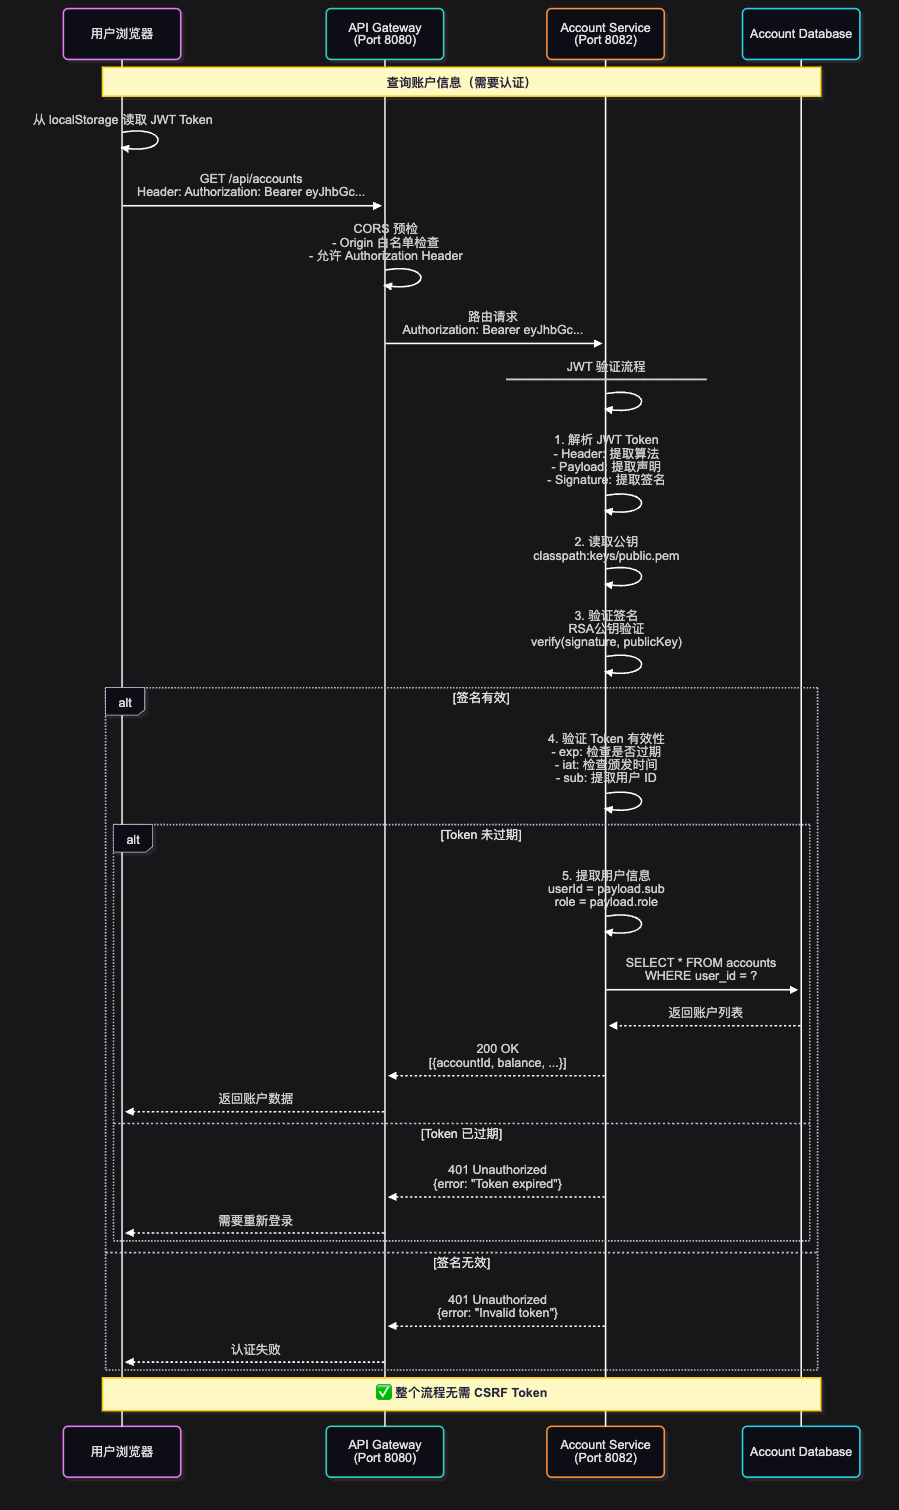 用户浏览器
API Gateway
(Port 8080)
Account Service
(Port 8082)
Account Database
查询账户信息（需要认证）
从 localStorage 读取 JWT Token
GET /api/accounts
Header: Authorization: Bearer eyJhbGc...
CORS 预检
- Origin 白名单检查
- 允许 Authorization Header
路由请求
Authorization: Bearer eyJhbGc...
JWT 验证流程
1. 解析 JWT Token
- Header: 提取算法
- Payload: 提取声明
- Signature: 提取签名
2. 读取公钥
classpath:keys/public.pem
3. 验证签名
RSA公钥验证
verify(signature, publicKey)
alt
[签名有效]
4. 验证 Token 有效性
- exp: 检查是否过期
- iat: 检查颁发时间
- sub: 提取用户 ID
alt
[Token 未过期]
5. 提取用户信息
userId = payload.sub
role = payload.role
SELECT * FROM accounts
WHERE user_id = ?
返回账户列表
200 OK
[{accountId, balance, ...}]
返回账户数据
[Token 已过期]
401 Unauthorized
{error: "Token expired"}
需要重新登录
[签名无效]
401 Unauthorized
{error: "Invalid token"}
认证失败
✅ 整个流程无需 CSRF Token
用户浏览器
API Gateway
(Port 8080)
Account Service
(Port 8082)
Account Database